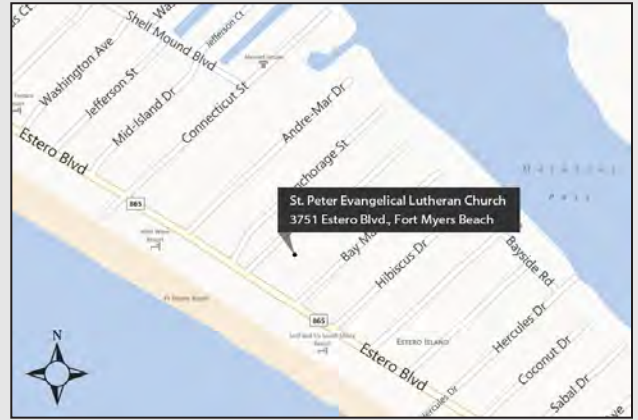 Shell Mound Blvd
Jefferson St
Washington Ave
Jefferson St
Mid-Island Dr
Connecticut St
Andre-Mar Dr
Estero Blvd
865
St. Peter Evangelical Lutheran Church
3751 Estero Blvd., Fort Myers Beach
Bay
Hibiscus Dr
Bayside Rd
865
ESTERO ISLAND
Estero Blvd
Hercules Dr
Coconut Dr
Hercules Dr
Sabal Dr
N